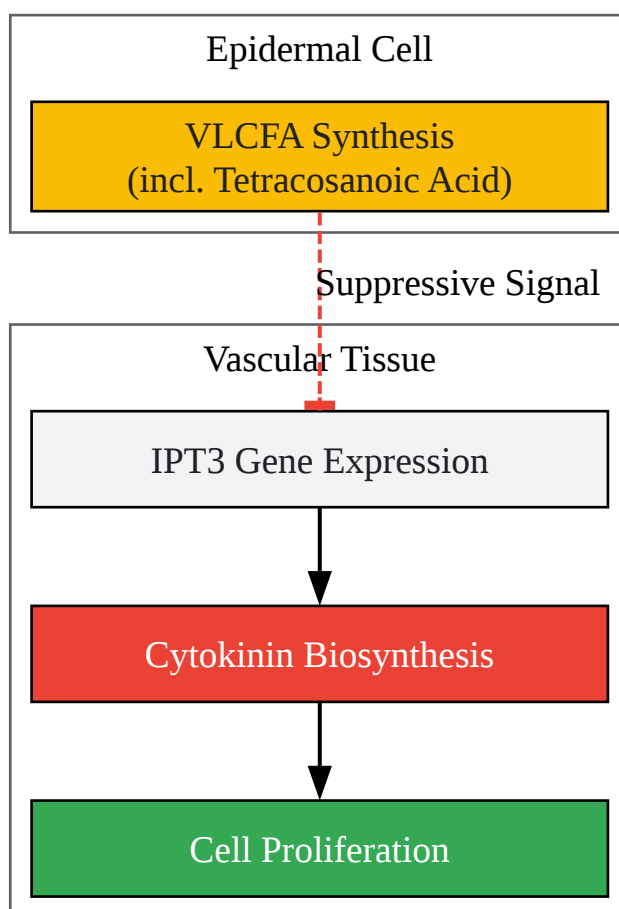 Epidermal Cell
VLCFA Synthesis
(incl. Tetracosanoic Acid)
Suppressive Signal
Vascular Tissue
IPT3 Gene Expression
Cytokinin Biosynthesis
Cell Proliferation